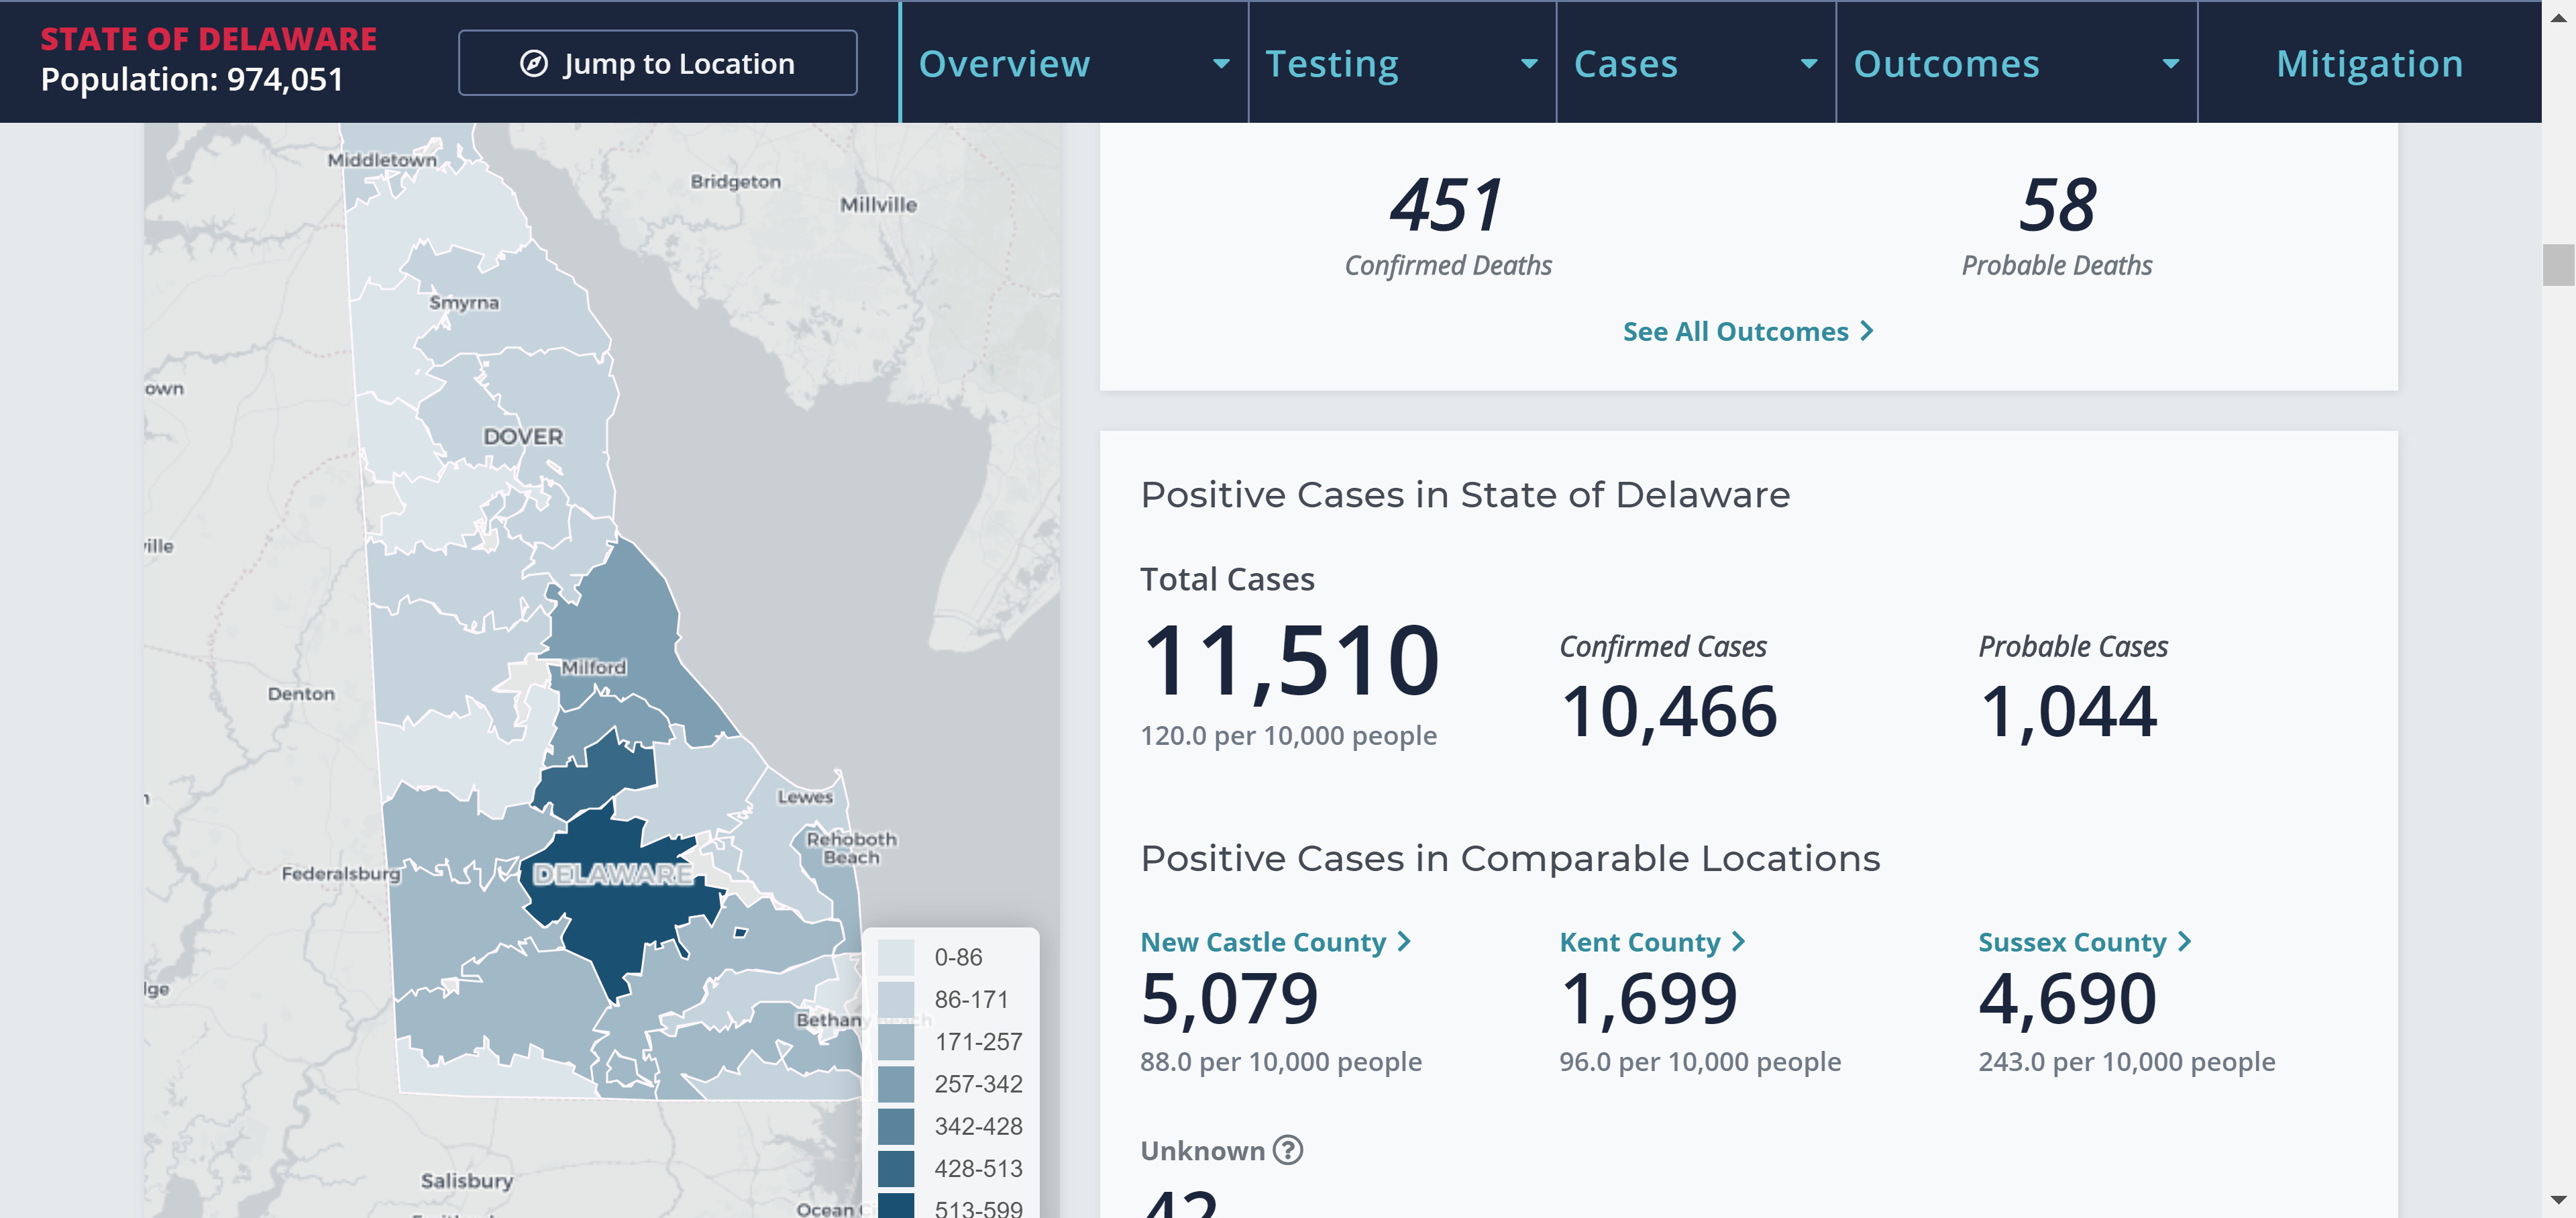 STATE OF DELAWARE
Population: 974,051
Jump to Location
Overview
Testing
Cases
Outcomes
Mitigation
Middletown
Bridgeton
Millville
Smyrna
own
DOVER
ville
Milford
Denton
Lewes
Rehoboth
Beach
Federalsburg
DELAWARE
lge
Bethany Beach
Salisbury
Ocean Ci
0-86
86-171
171-257
257-342
342-428
428-513
513-599
451
Confirmed Deaths
58
Probable Deaths
See All Outcomes
Positive Cases in State of Delaware
Total Cases
11,510
120.0 per 10,000 people
Confirmed Cases
10,466
Probable Cases
1,044
Positive Cases in Comparable Locations
New Castle County
5,079
88.0 per 10,000 people
Kent County
1,699
96.0 per 10,000 people
Sussex County
4,690
243.0 per 10,000 people
Unknown
42